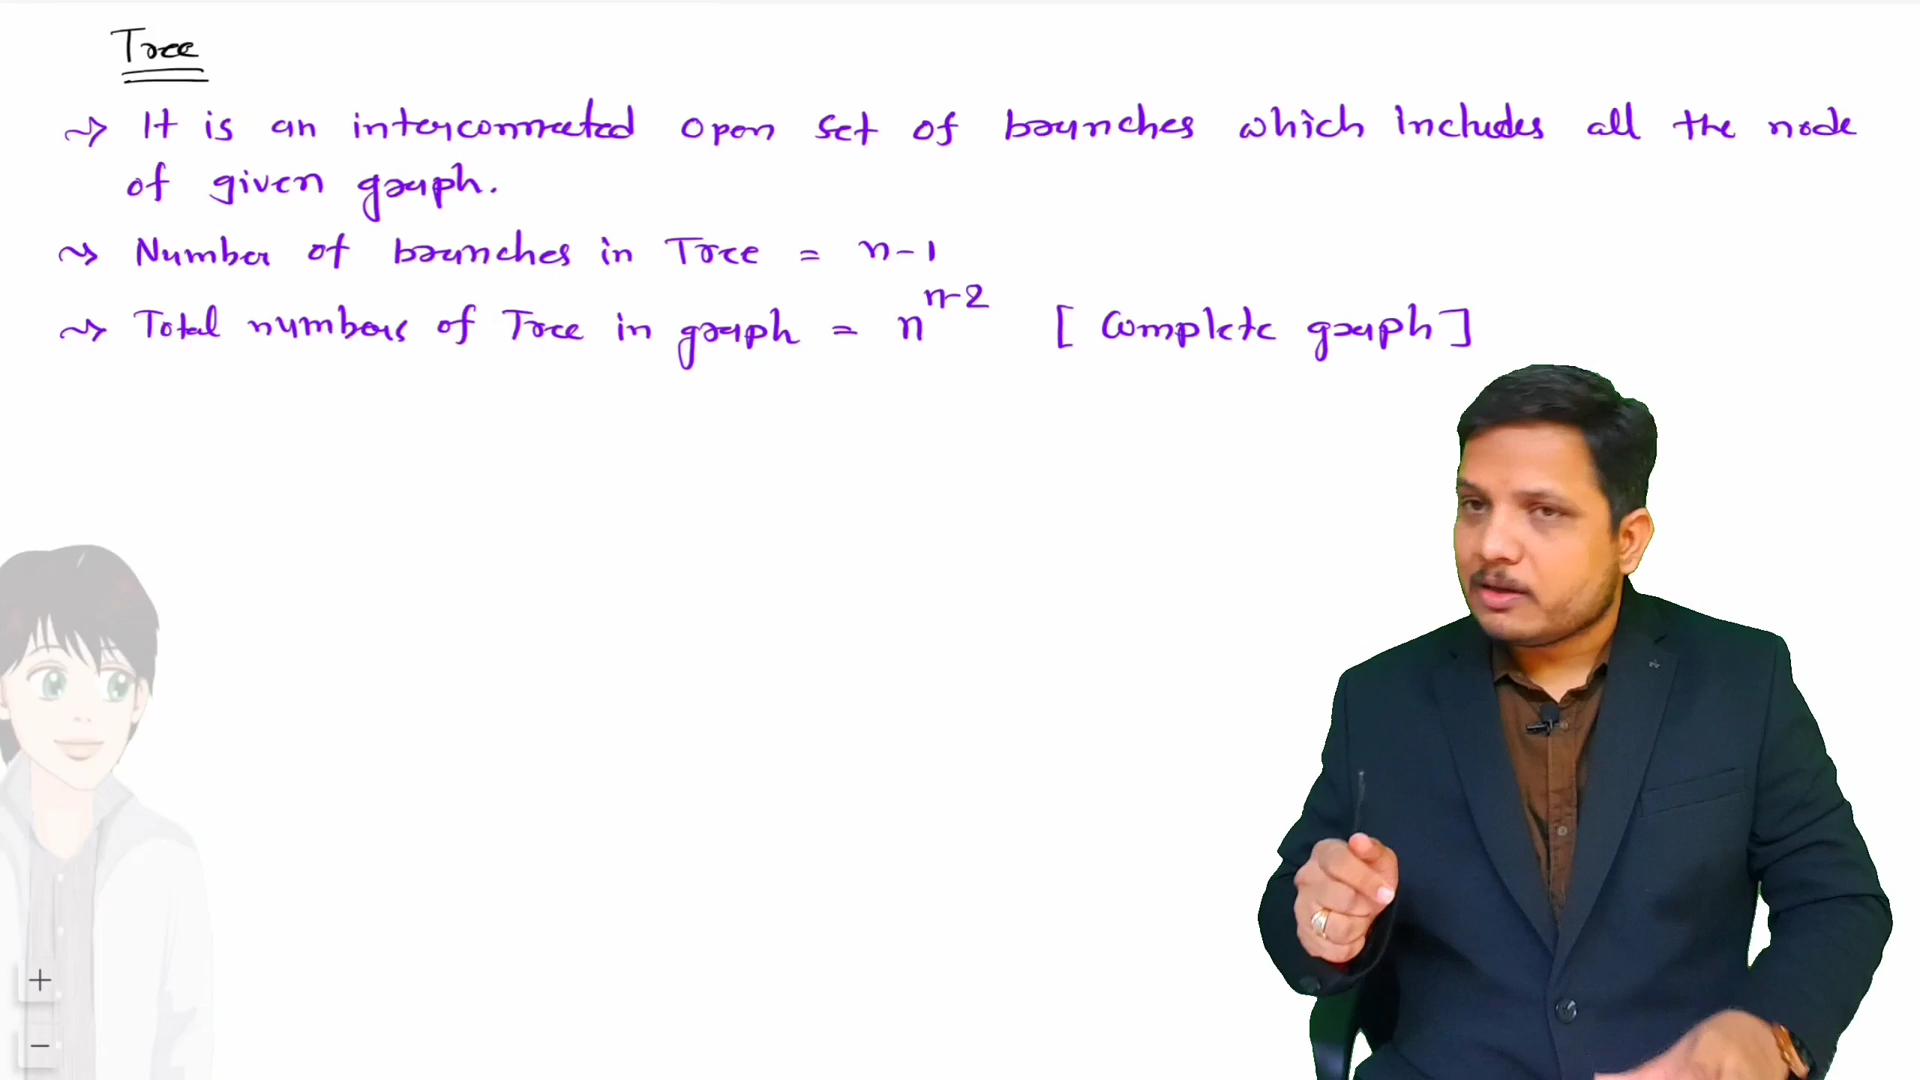 Tree
→ It is an interconnected open set of branches which includes all the node
of given graph.
→ Number of branches in Tree = n-1
→ Total numbers of Tree in graph = n^{n-2} [ Complete graph ]
+
−